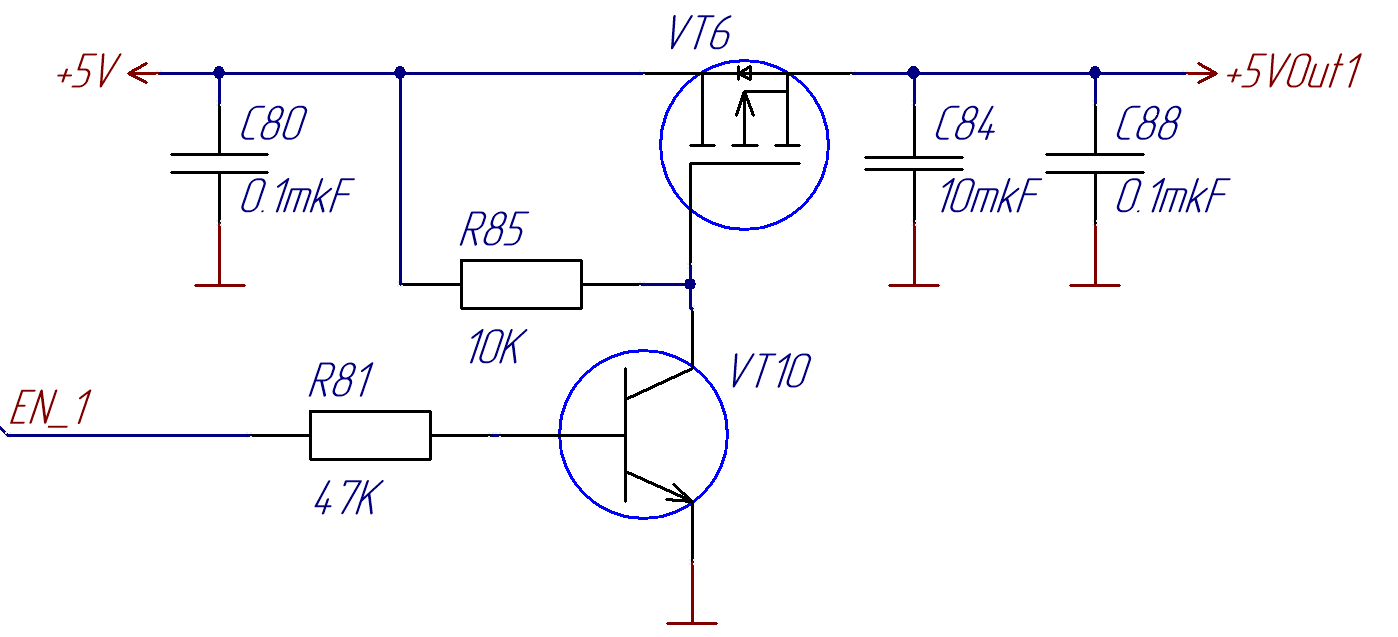 VT6
+5V
+5VOut1
C80
0.1mkF
C84
10mkF
C88
0.1mkF
R85
10K
VT10
R81
EN_1
47K